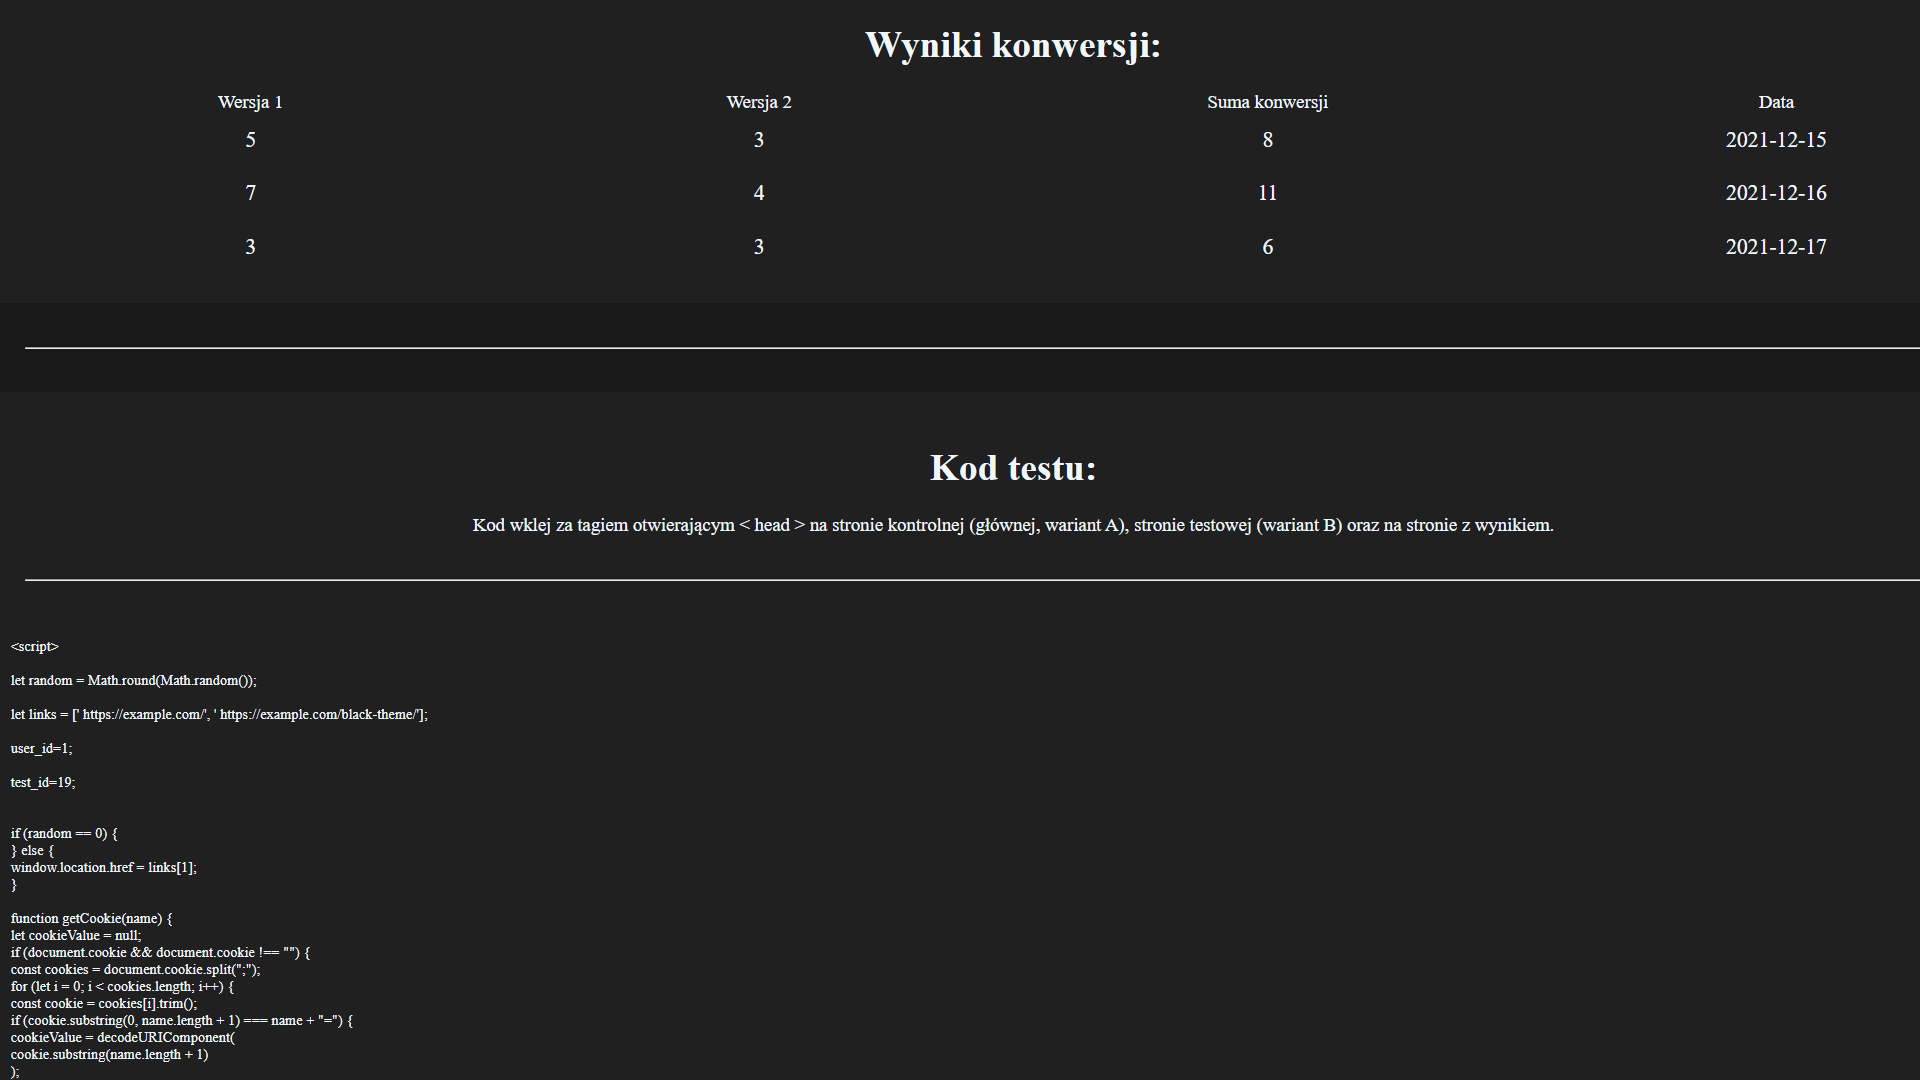 Wyniki konwersji:
Wersja 1 Wersja 2 Suma konwersji Data
5 3 8 2021-12-15
7 4 11 2021-12-16
3 3 6 2021-12-17
Kod testu:
Kod wklej za tagiem otwierającym < head > na stronie kontrolnej (głównej, wariant A), stronie testowej (wariant B) oraz na stronie z wynikiem.
<script>
let random = Math.round(Math.random());
let links = [' https://example.com/', ' https://example.com/black-theme/'];
user_id=1;
test_id=19;
if (random == 0) {
} else {
window.location.href = links[1];
}
function getCookie(name) {
let cookieValue = null;
if (document.cookie && document.cookie !== "") {
const cookies = document.cookie.split(";");
for (let i = 0; i < cookies.length; i++) {
const cookie = cookies[i].trim();
if (cookie.substring(0, name.length + 1) === name + "=") {
cookieValue = decodeURIComponent(
cookie.substring(name.length + 1)
);